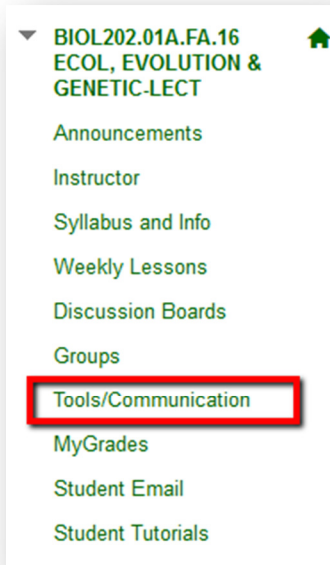 BIOL202.01A.FA.16
ECOL, EVOLUTION &
GENETIC-LECT
Announcements
Instructor
Syllabus and Info
Weekly Lessons
Discussion Boards
Groups
Tools/Communication
MyGrades
Student Email
Student Tutorials